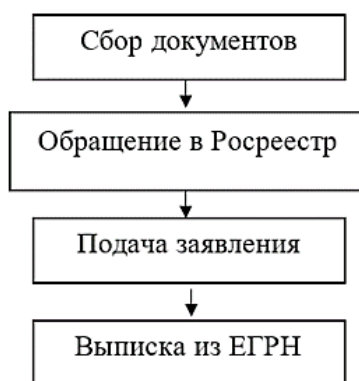 Сбор документов
Обращение в Росреестр
Подача заявления
Выписка из ЕГРН